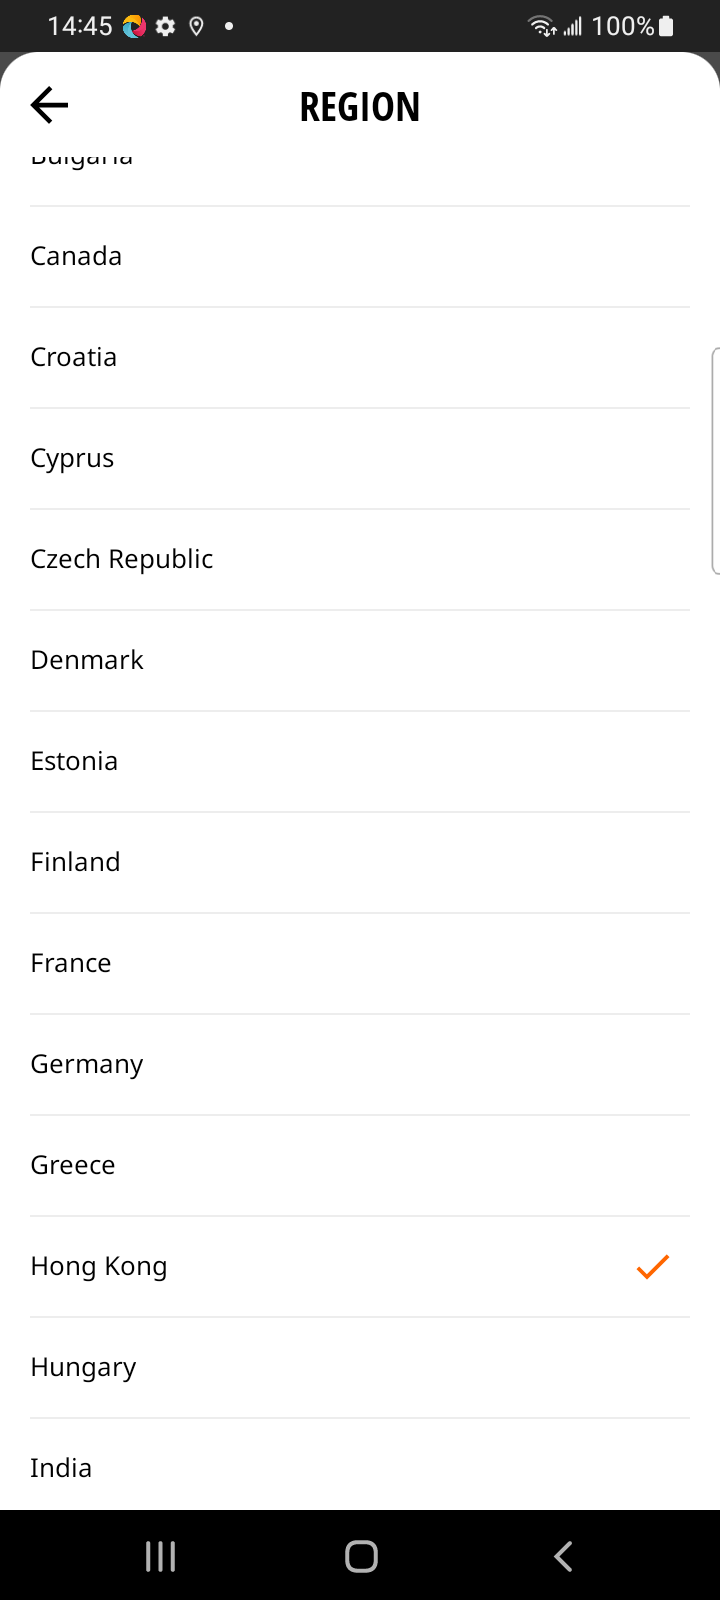 14:45
100%
REGION
Bulgaria
Canada
Croatia
Cyprus
Czech Republic
Denmark
Estonia
Finland
France
Germany
Greece
Hong Kong
Hungary
India